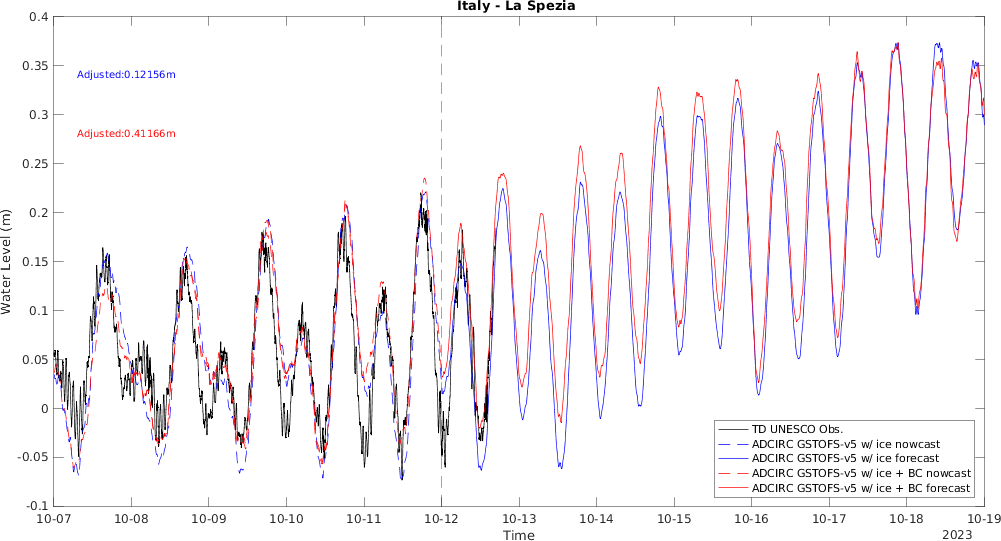 Italy - La Spezia
0.4
0.35
0.3
0.25
0.2
0.15
0.1
0.05
0
-0.05
-0.1
Water Level (m)
Adjusted:0.12156m
Adjusted:0.41166m
TD UNESCO Obs.
ADCIRC GSTOFS-v5 w/ ice nowcast
ADCIRC GSTOFS-v5 w/ ice forecast
ADCIRC GSTOFS-v5 w/ ice + BC nowcast
ADCIRC GSTOFS-v5 w/ ice + BC forecast
10-07 10-08 10-09 10-10 10-11 10-12 10-13 10-14 10-15 10-16 10-17 10-18 10-19
Time
2023